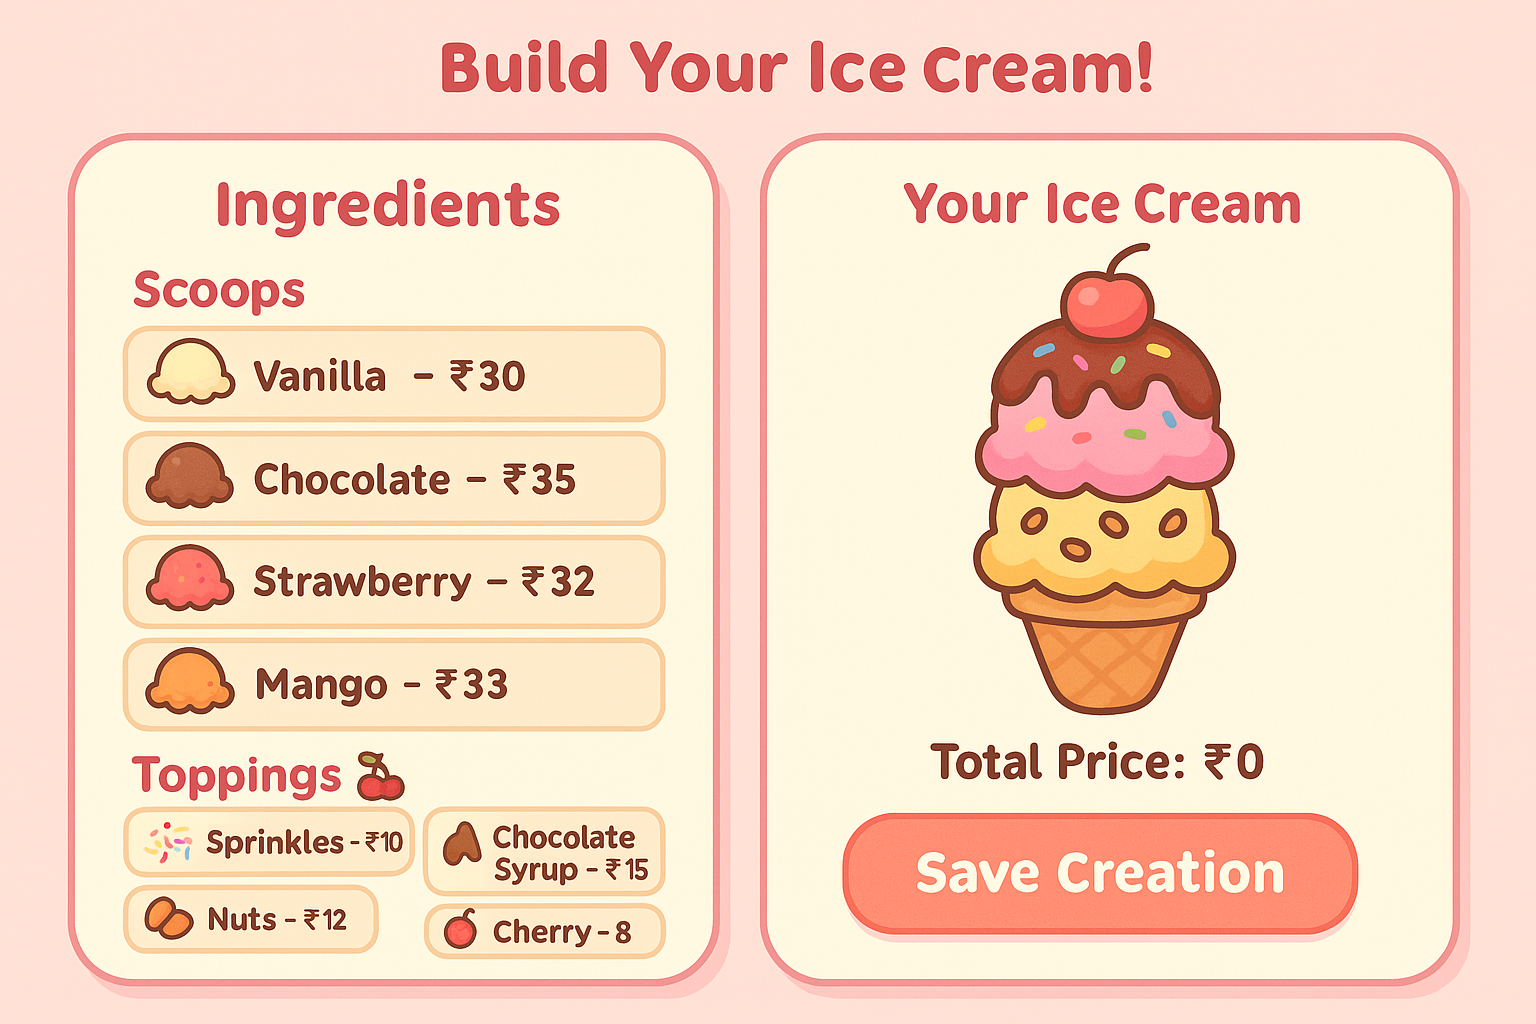 Build Your Ice Cream!
Ingredients
Scoops
Vanilla – ₹30
Chocolate – ₹35
Strawberry – ₹32
Mango – ₹33
Toppings
Sprinkles - ₹10
Chocolate
Syrup - ₹15
Nuts - ₹12
Cherry - 8
Your Ice Cream
Total Price: ₹0
Save Creation